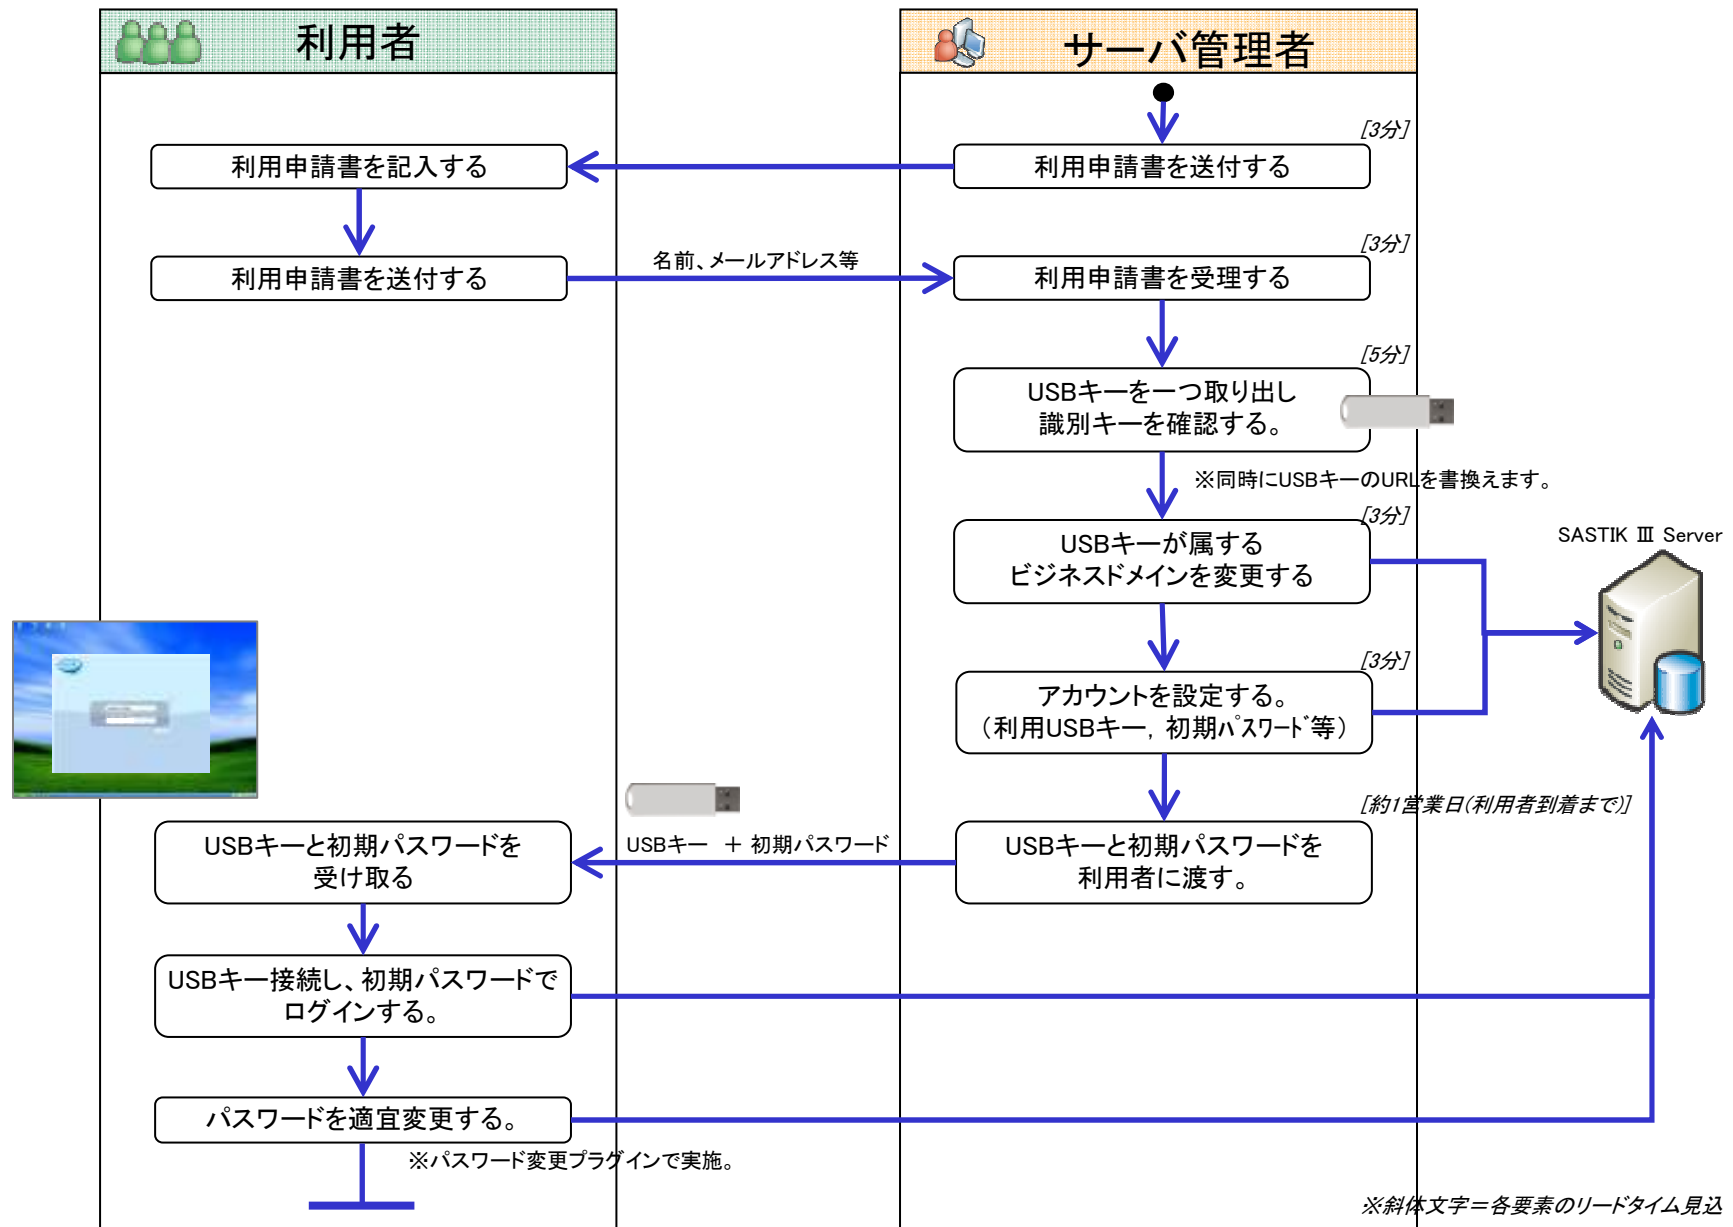 利用者
サーバ管理者
[3分]
利用申請書を記入する
利用申請書を送付する
[3分]
利用申請書を送付する
名前、メールアドレス等
利用申請書を受理する
[5分]
USBキーを一つ取り出し
識別キーを確認する。
※同時にUSBキーのURLを書換えます。
[3分]
USBキーが属する
ビジネスドメインを変更する
SASTIK Ⅲ Server
[3分]
アカウントを設定する。
（利用USBキー，初期ﾊﾟｽﾜｰﾄﾞ等）
[約1営業日(利用者到着まで)]
USBキーと初期パスワードを
受け取る
USBキー ＋ 初期パスワード
USBキーと初期パスワードを
利用者に渡す。
USBキー接続し、初期パスワードで
ログインする。
パスワードを適宜変更する。
※パスワード変更プラグインで実施。
※斜体文字＝各要素のリードタイム見込